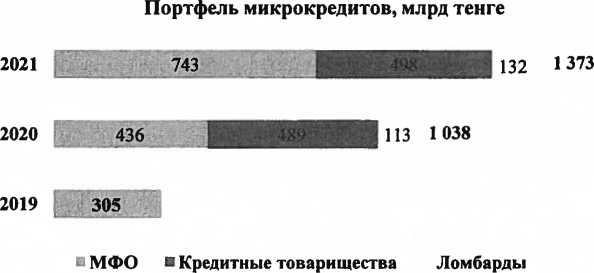 Портфель микрокредитов, млрд тенге
2021 743 498 132 1 373
2020 436 489 113 1 038
2019 305
МФО Кредитные товарищества Ломбарды